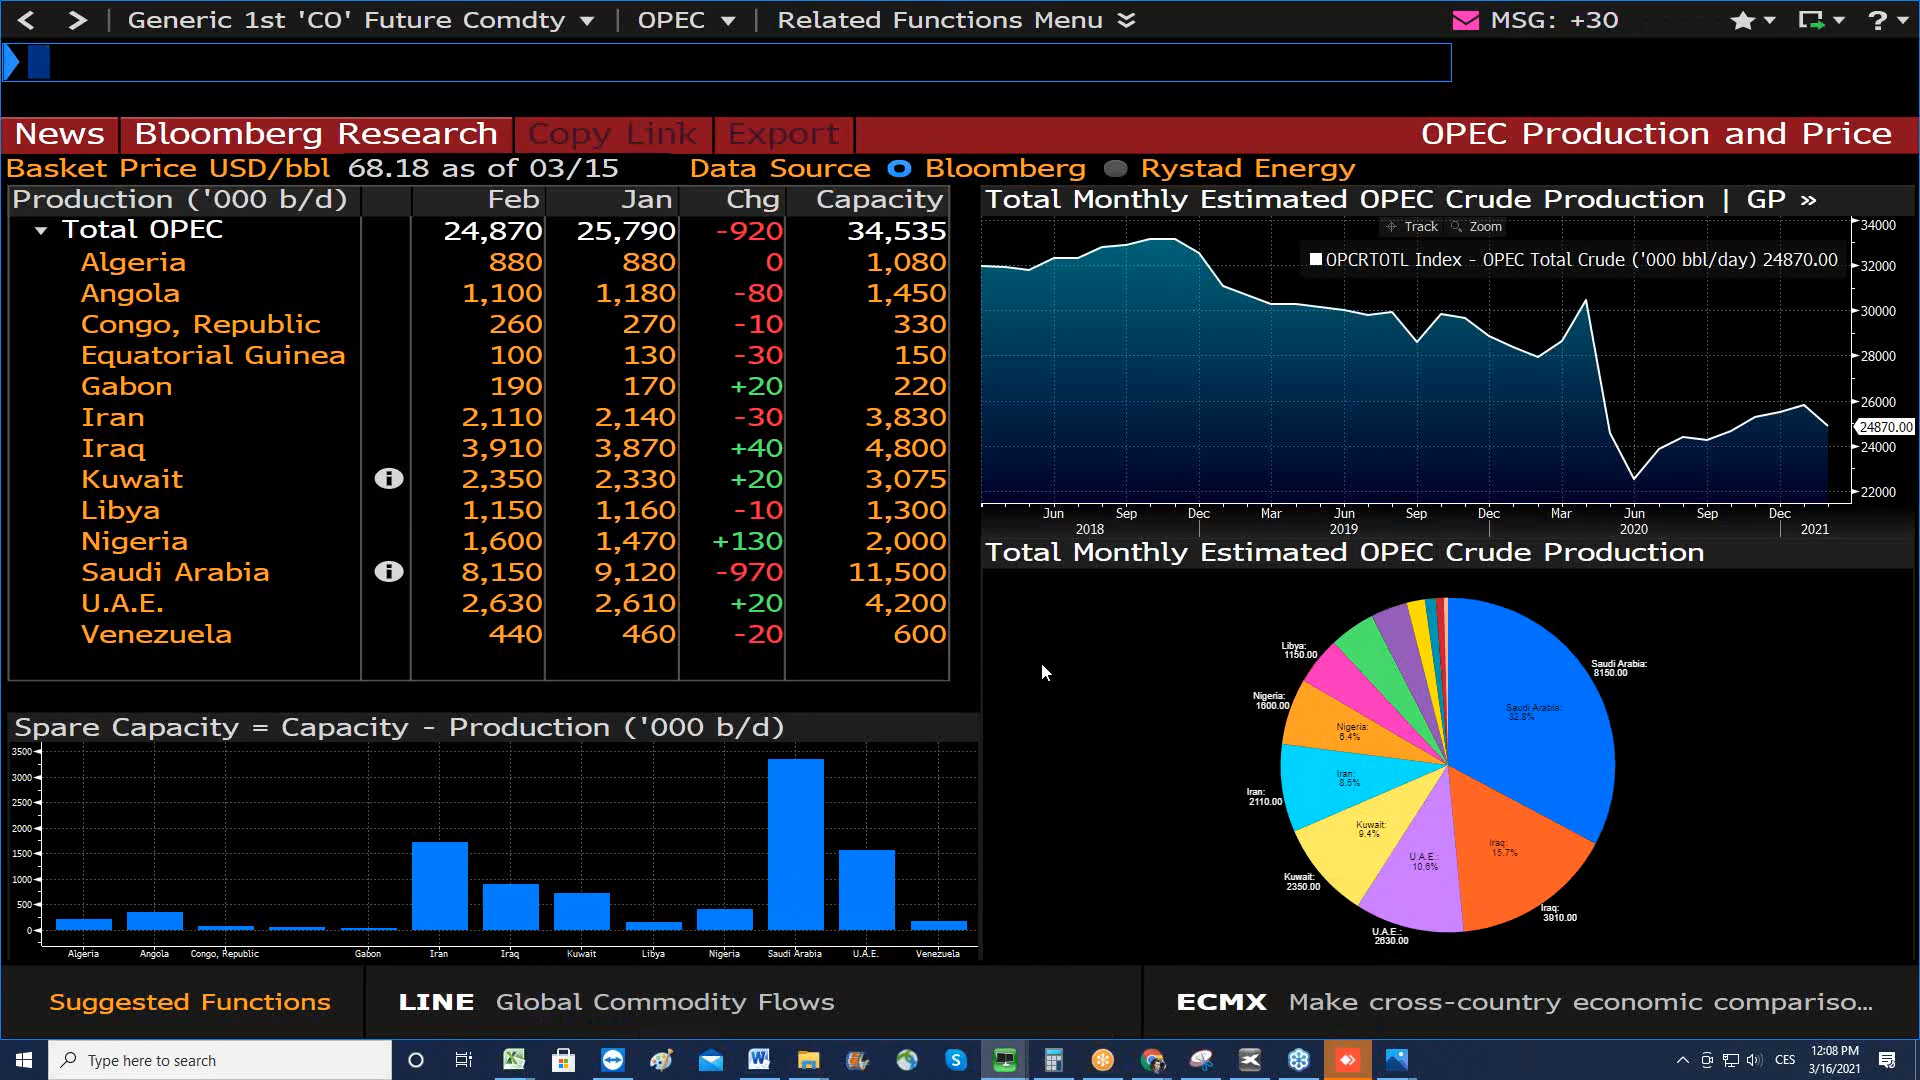 Generic 1st 'CO' Future Comdty | OPEC | Related Functions Menu MSG: +30 ?
News Bloomberg Research Copy Link Export OPEC Production and Price
Basket Price USD/bbl 68.18 as of 03/15 Data Source Bloomberg Rystad Energy
Production ('000 b/d) Feb Jan Chg Capacity
Total OPEC 24,870 25,790 -920 34,535
Algeria 880 880 0 1,080
Angola 1,100 1,180 -80 1,450
Congo, Republic 260 270 -10 330
Equatorial Guinea 100 130 -30 150
Gabon 190 170 +20 220
Iran 2,110 2,140 -30 3,830
Iraq 3,910 3,870 +40 4,800
Kuwait i 2,350 2,330 +20 3,075
Libya 1,150 1,160 -10 1,300
Nigeria 1,600 1,470 +130 2,000
Saudi Arabia i 8,150 9,120 -970 11,500
U.A.E. 2,630 2,610 +20 4,200
Venezuela 440 460 -20 600
Total Monthly Estimated OPEC Crude Production | GP »
Track Zoom
OPCRTOTL Index - OPEC Total Crude ('000 bbl/day) 24870.00
34000
32000
30000
28000
26000
24870.00
24000
22000
Jun Sep Dec Mar Jun Sep Dec Mar Jun Sep Dec
2018 2019 2020 2021
Total Monthly Estimated OPEC Crude Production
Saudi Arabia:
8150.00
Saudi Arabia:
32.8%
Libya:
1150.00
Nigeria:
1600.00
Nigeria:
6.4%
Iran:
8.5%
Iran:
2110.00
Kuwait:
9.4%
Kuwait:
2350.00
U.A.E.:
10.6%
U.A.E.:
2630.00
Iraq:
15.7%
Iraq:
3910.00
Spare Capacity = Capacity - Production ('000 b/d)
3500
3000
2500
2000
1500
1000
500
0
Algeria Angola Congo, Republic Gabon Iran Iraq Kuwait Libya Nigeria Saudi Arabia U.A.E. Venezuela
Suggested Functions LINE Global Commodity Flows ECMX Make cross-country economic compariso...
Type here to search CES 12:08 PM
3/16/2021